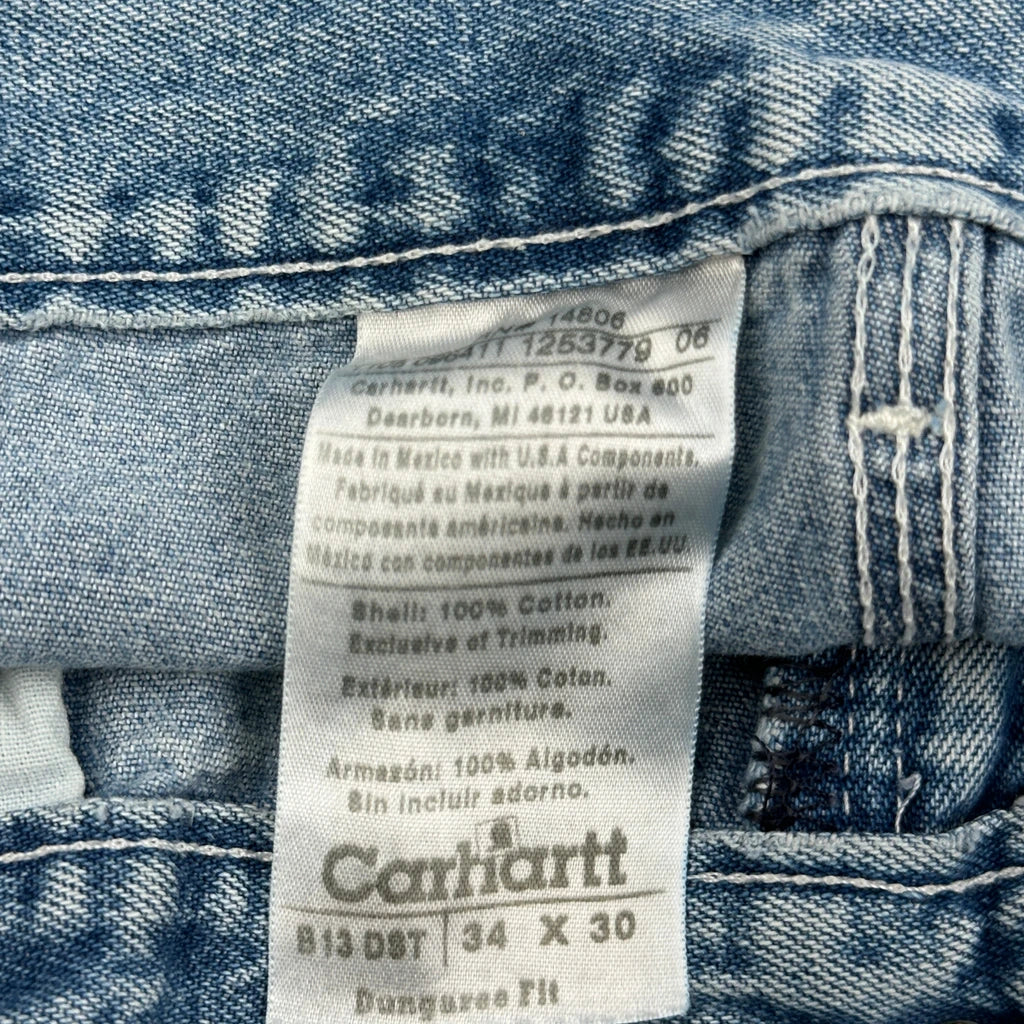 14806
1253779 06
Carhartt, Inc. P. O. Box 600
Dearborn, MI 48121 USA
Made in Mexico with U.S.A Components.
Fabriqué au Mexique à partir de
composants américains. Hecho en
México con componentes de los EE.UU.
Shell: 100% Cotton.
Exclusive of Trimming.
Extérieur: 100% Coton.
Sans garniture.
Armazón: 100% Algodón.
Sin incluir adorno.
Carhartt
B13 DST 34 X 30
Dungaree Fit